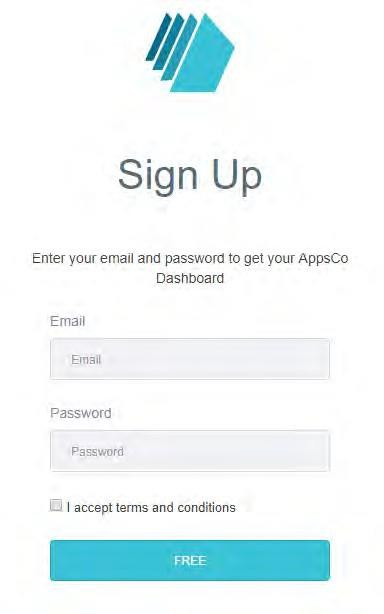 Sign Up
Enter your email and password to get your AppsCo
Dashboard
Email
Email
Password
Password
I accept terms and conditions
FREE